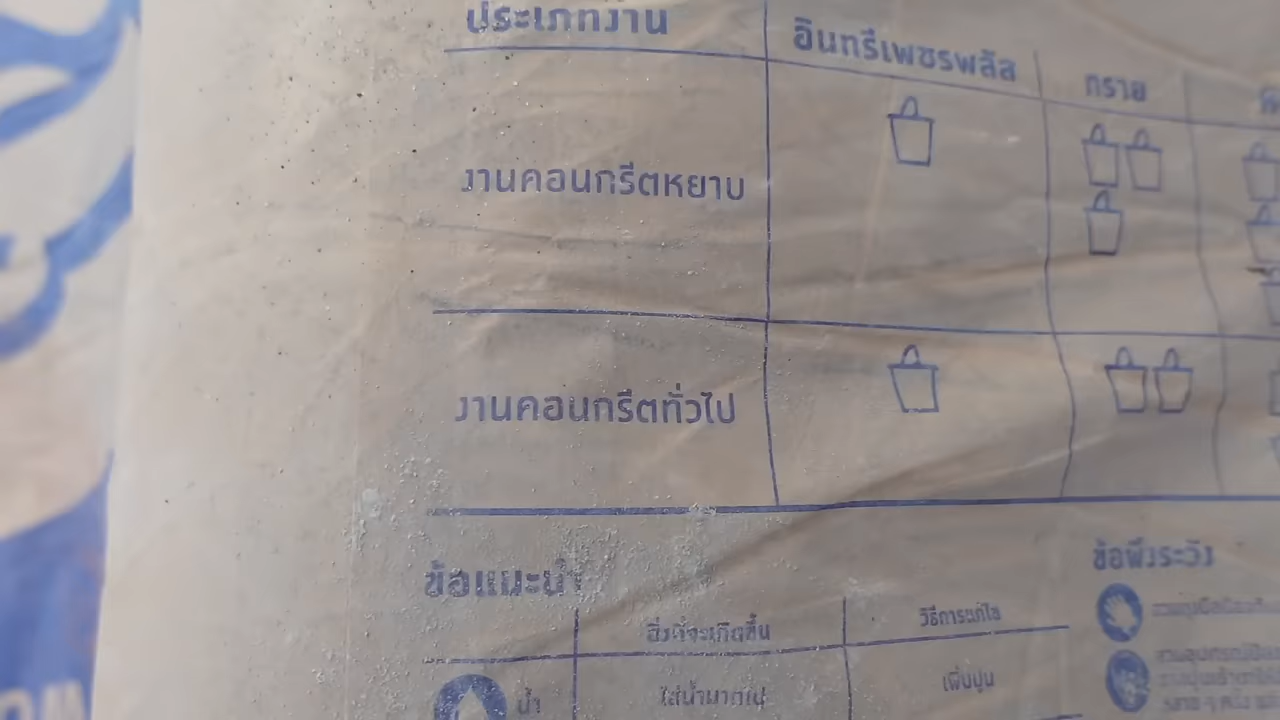 ประเภทงาน
อินทรีเพชรพลัส
ทราย
งานคอนกรีตหยาบ
งานคอนกรีตทั่วไป
ข้อแนะนำ
สิ่งที่จะเกิดขึ้น
วิธีการแก้ไข
น้ำ
ใส่น้ำมากไป
เพิ่มปูน
ข้อพึงระวัง